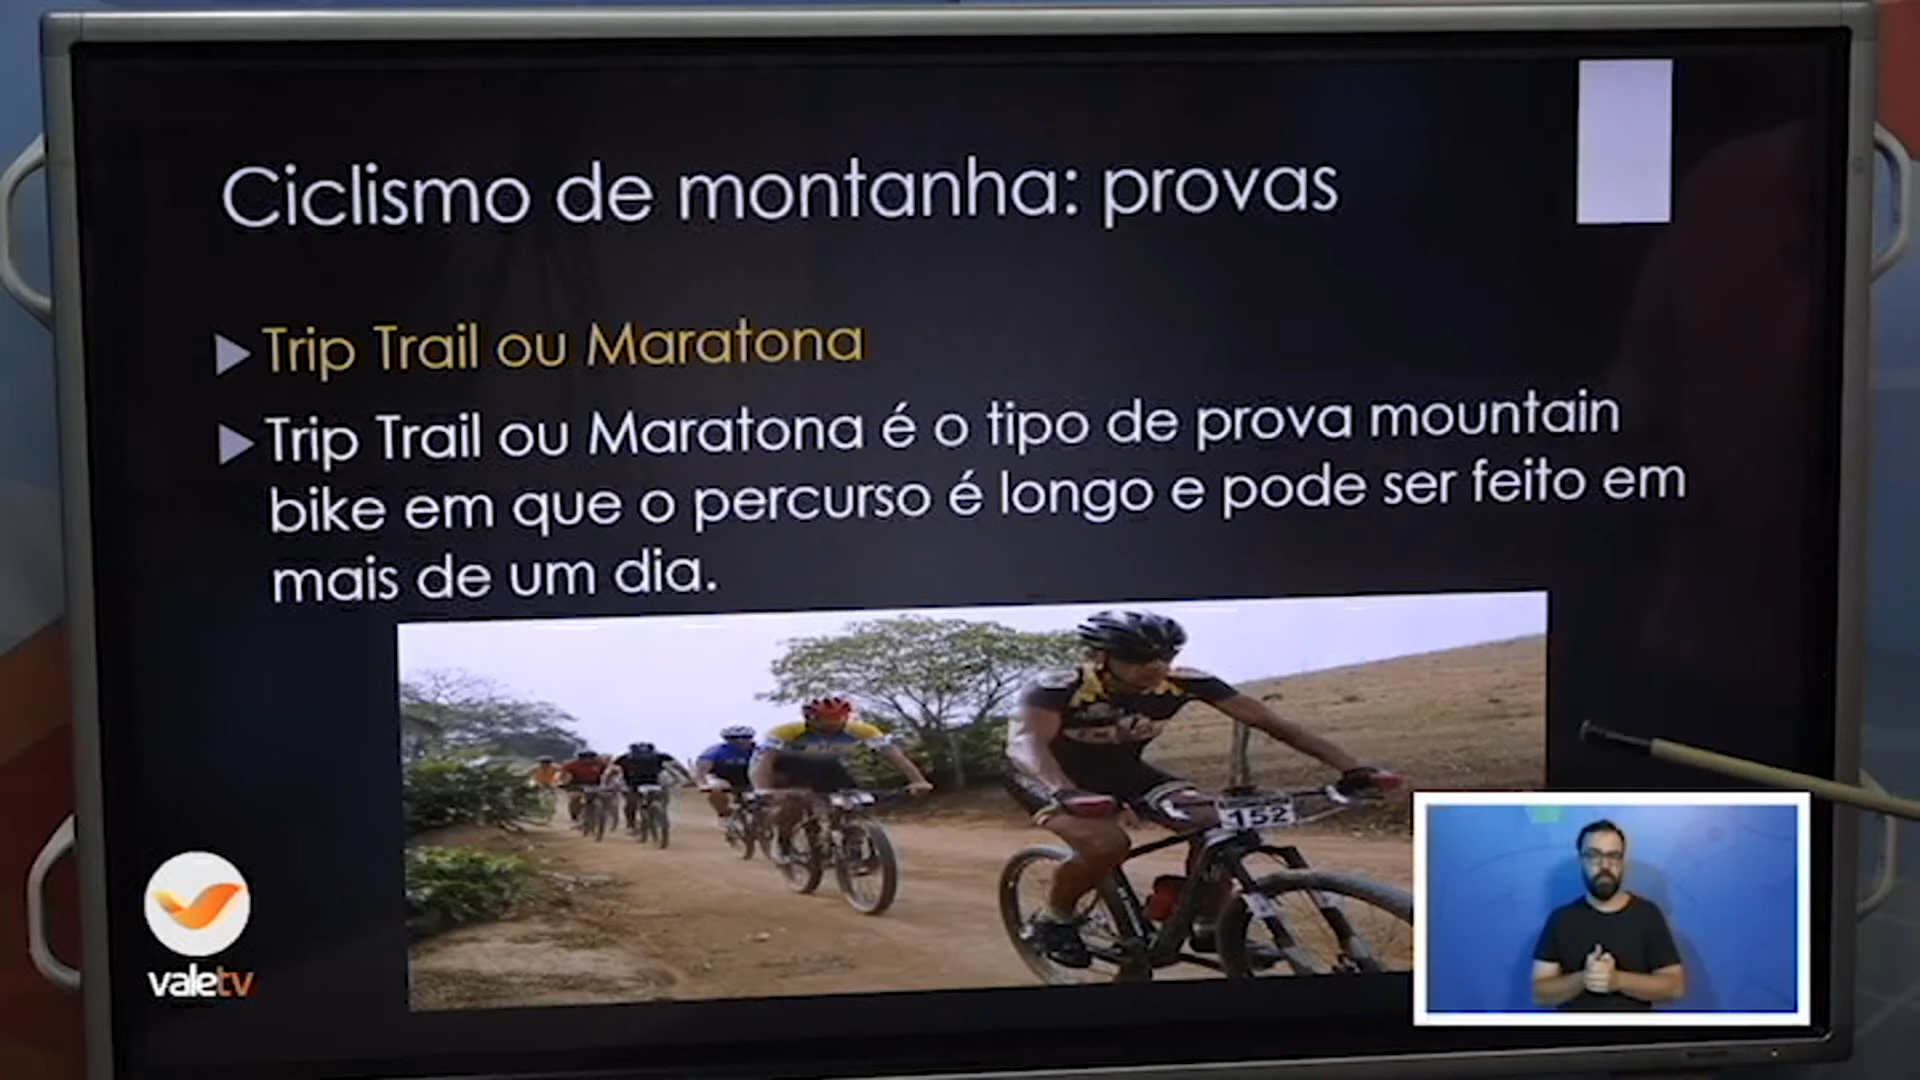 Ciclismo de montanha: provas
Trip Trail ou Maratona
Trip Trail ou Maratona é o tipo de prova mountain
bike em que o percurso é longo e pode ser feito em
mais de um dia.
152
valetv